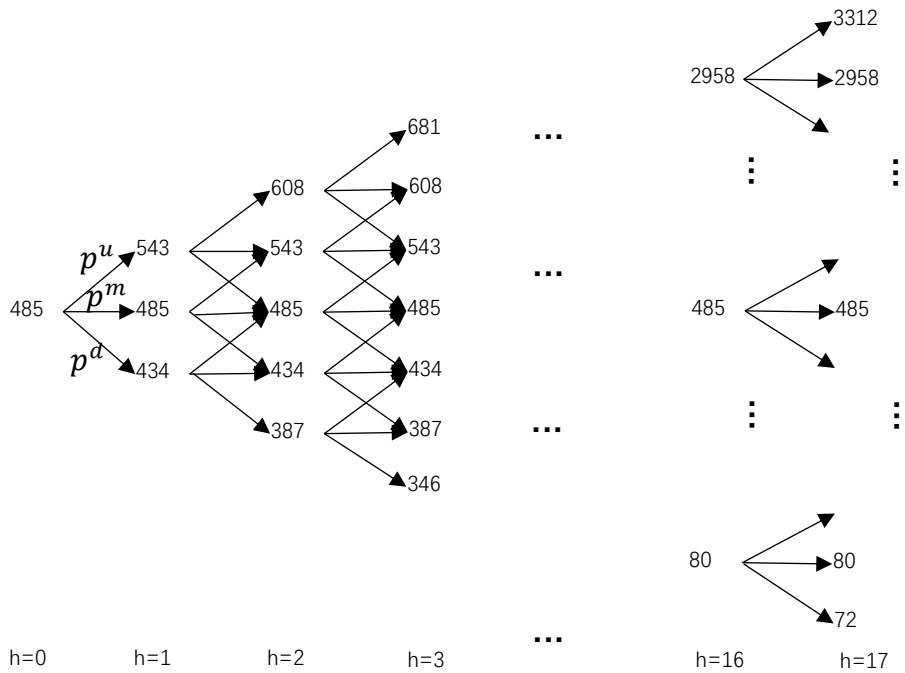 3312
2958 2958
... 681
⋮ ⋮
608 608
p^u 543 543 543
...
p^m
485 485 485 485 485 485
p^d 434 434 434
⋮ ⋮
387 387 ...
346
80 80
72
...
h=0 h=1 h=2 h=3 h=16 h=17